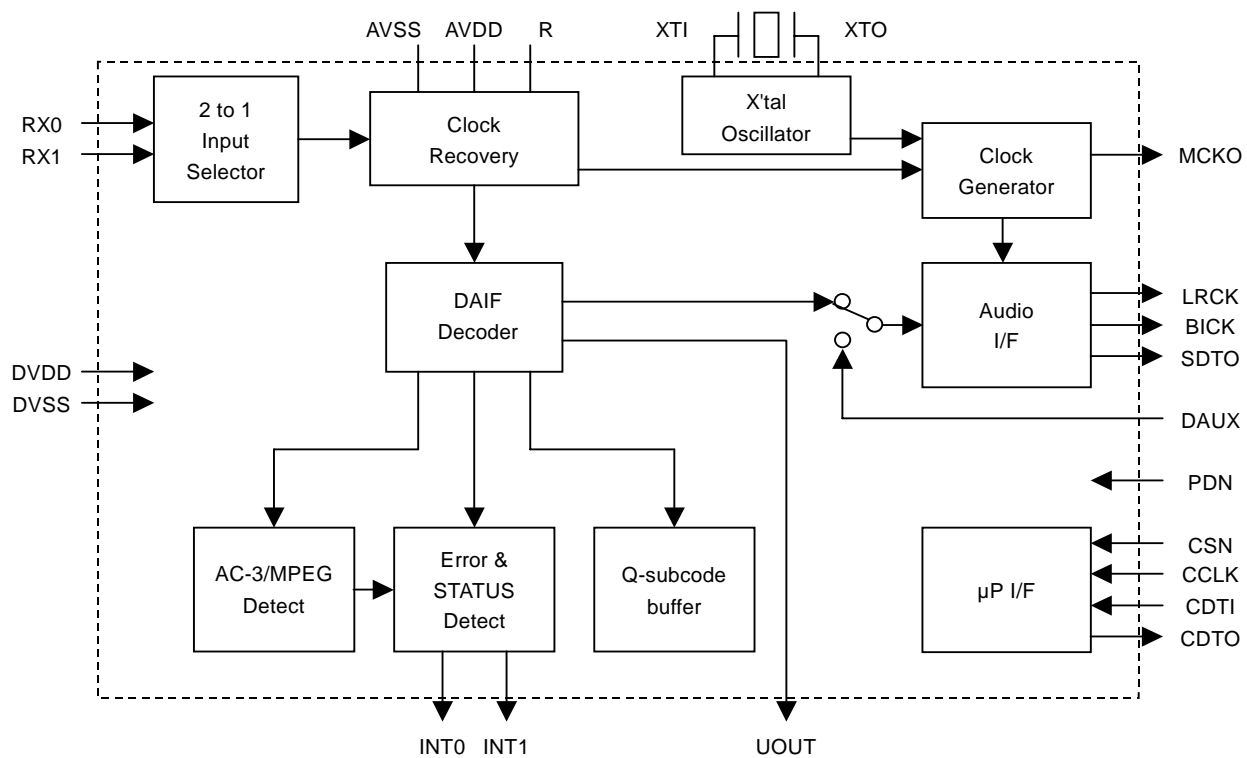 AVSS AVDD R XTI XTO
2 to 1
Input
Selector
RX0
RX1
Clock
Recovery
X'tal
Oscillator
Clock
Generator
MCKO
DAIF
Decoder
Audio
I/F
LRCK
BICK
SDTO
DVDD
DVSS
DAUX
PDN
AC-3/MPEG
Detect
Error &
STATUS
Detect
Q-subcode
buffer
µP I/F
CSN
CCLK
CDTI
CDTO
INT0 INT1 UOUT